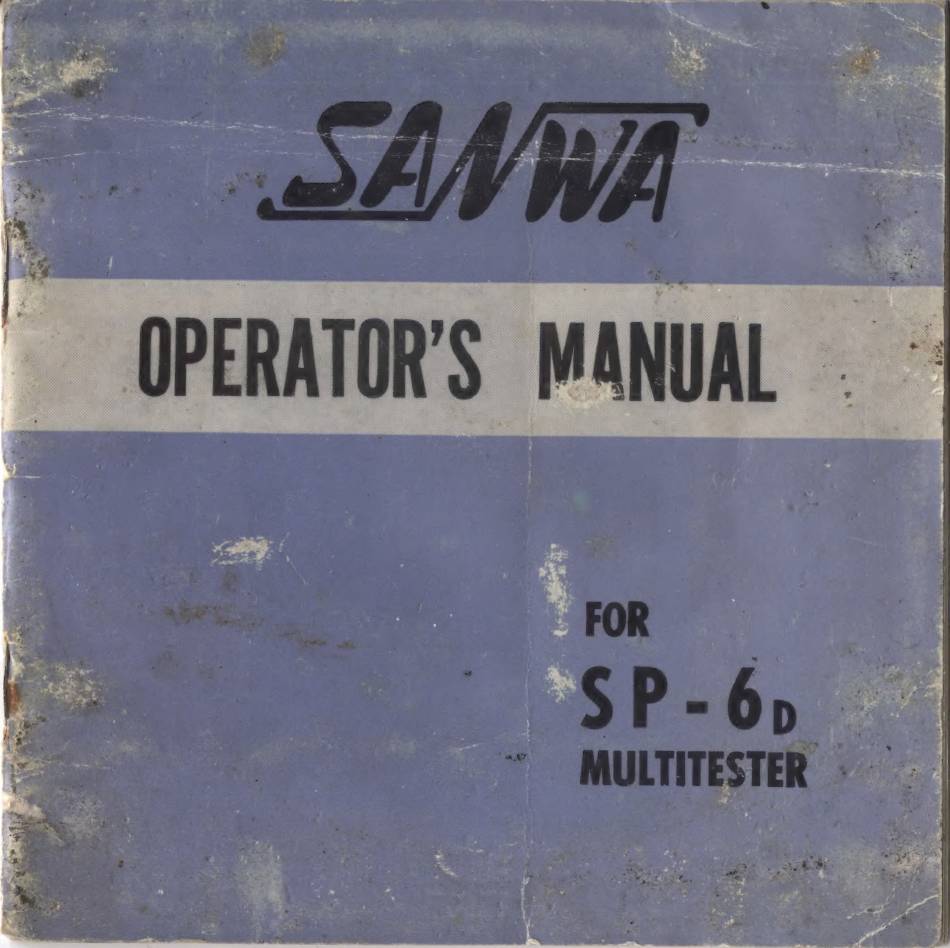 SANWA
OPERATOR'S MANUAL
FOR
SP-6D
MULTITESTER